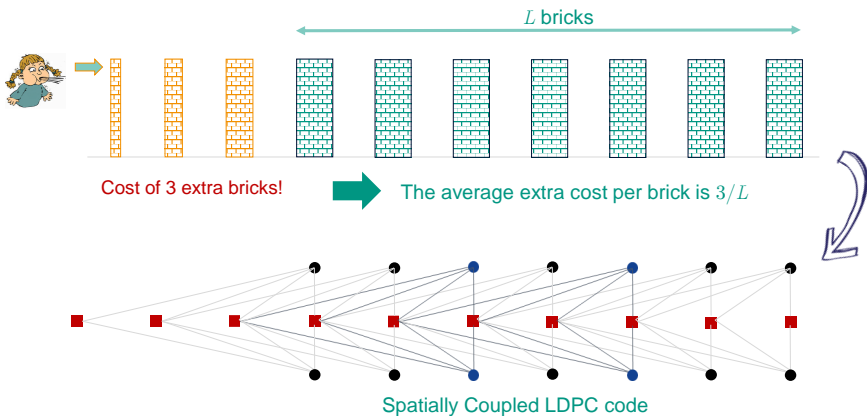 L bricks
Cost of 3 extra bricks!
The average extra cost per brick is 3/L
Spatially Coupled LDPC code